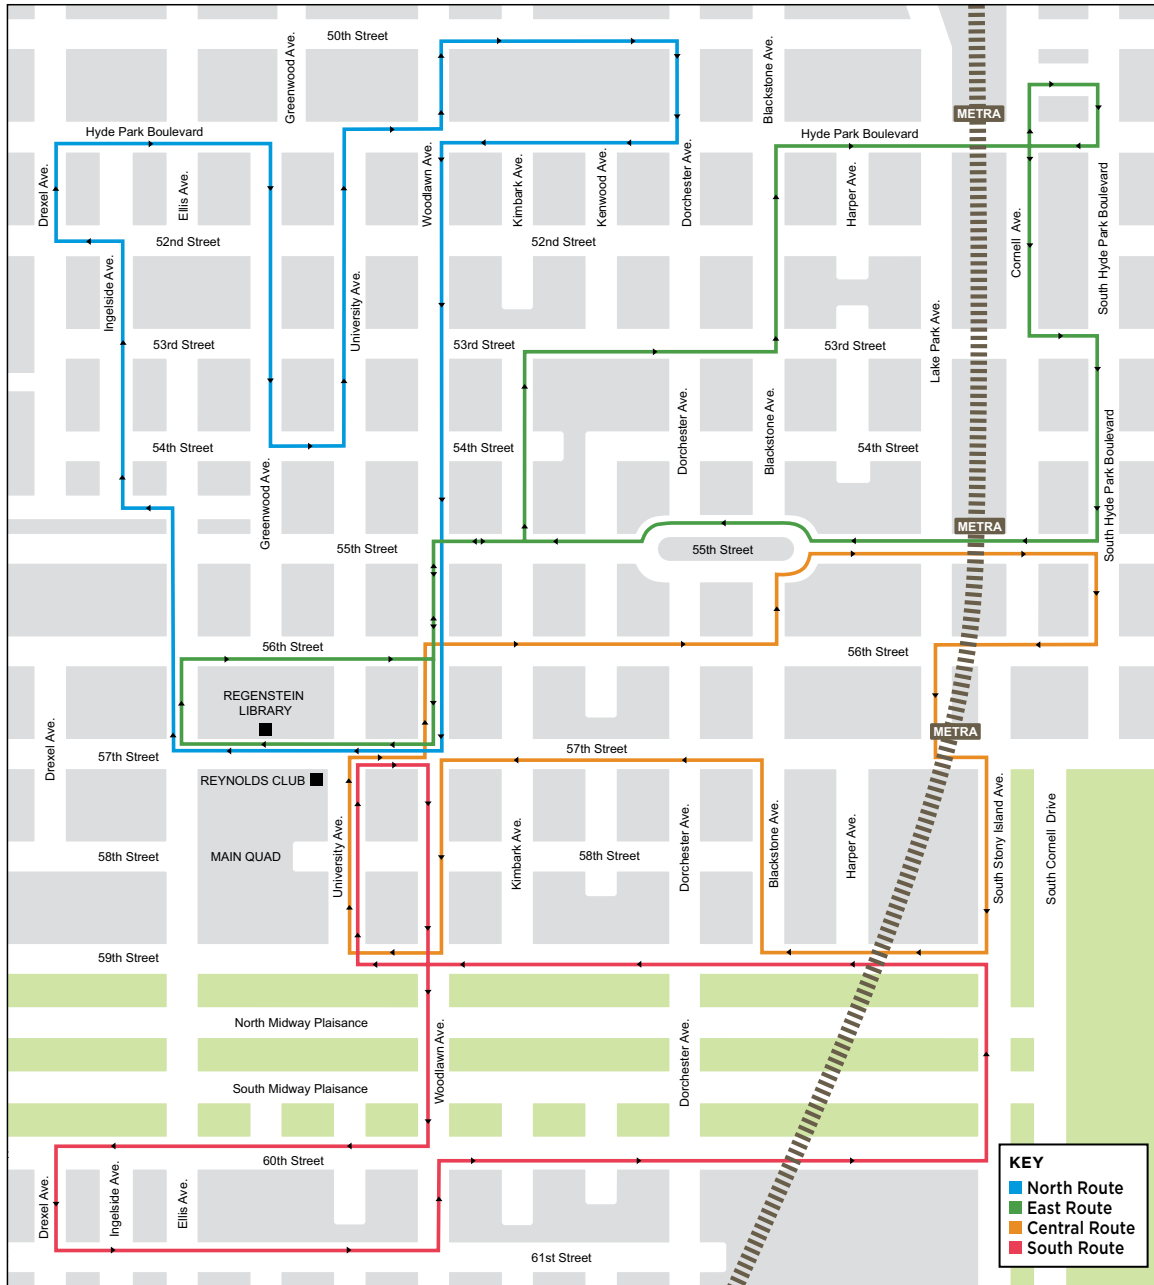 50th Street
Greenwood Ave.
Blackstone Ave.
METRA
Hyde Park Boulevard
Hyde Park Boulevard
Drexel Ave.
Ellis Ave.
Woodlawn Ave.
Kimbark Ave.
Kenwood Ave.
Dorchester Ave.
Harper Ave.
Cornell Ave.
South Hyde Park Boulevard
52nd Street
52nd Street
Ingelside Ave.
University Ave.
53rd Street
53rd Street
53rd Street
Lake Park Ave.
Dorchester Ave.
Blackstone Ave.
54th Street
54th Street
54th Street
Greenwood Ave.
South Hyde Park Boulevard
METRA
55th Street
55th Street
56th Street
56th Street
REGENSTEIN
LIBRARY
Drexel Ave.
METRA
57th Street
57th Street
REYNOLDS CLUB
University Ave.
Kimbark Ave.
Dorchester Ave.
Blackstone Ave.
Harper Ave.
South Stony Island Ave.
South Cornell Drive
58th Street
MAIN QUAD
58th Street
59th Street
North Midway Plaisance
Woodlawn Ave.
Dorchester Ave.
South Midway Plaisance
60th Street
Drexel Ave.
Ingelside Ave.
Ellis Ave.
61st Street
KEY
North Route
East Route
Central Route
South Route